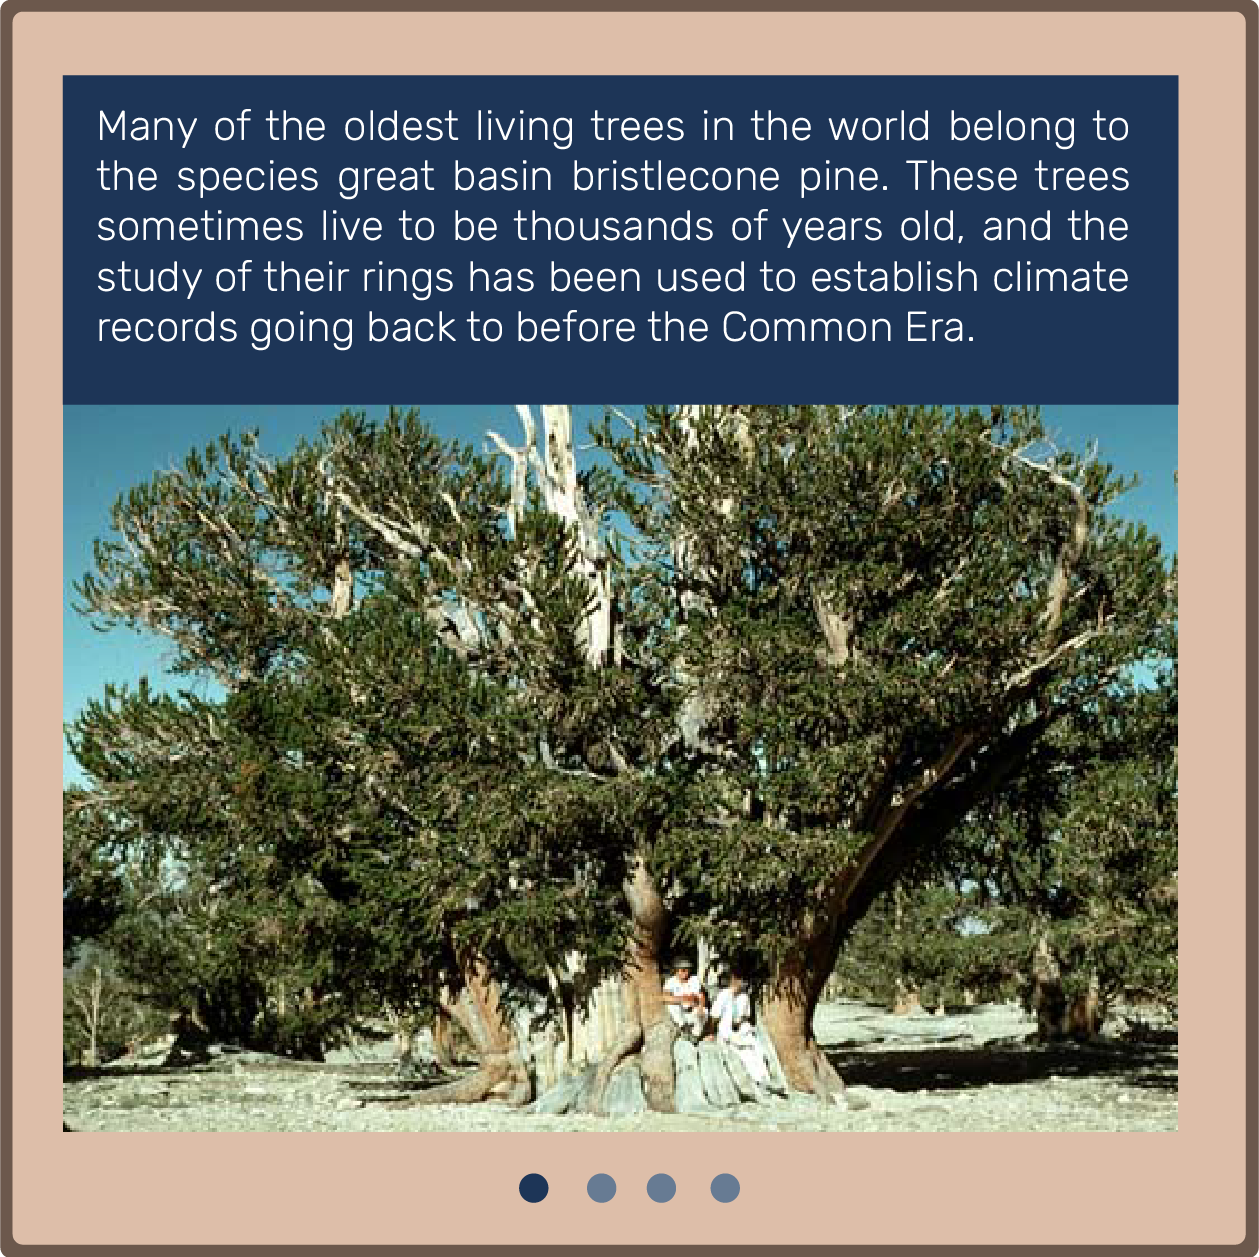 Many of the oldest living trees in the world belong to
the species great basin bristlecone pine. These trees
sometimes live to be thousands of years old, and the
study of their rings has been used to establish climate
records going back to before the Common Era.